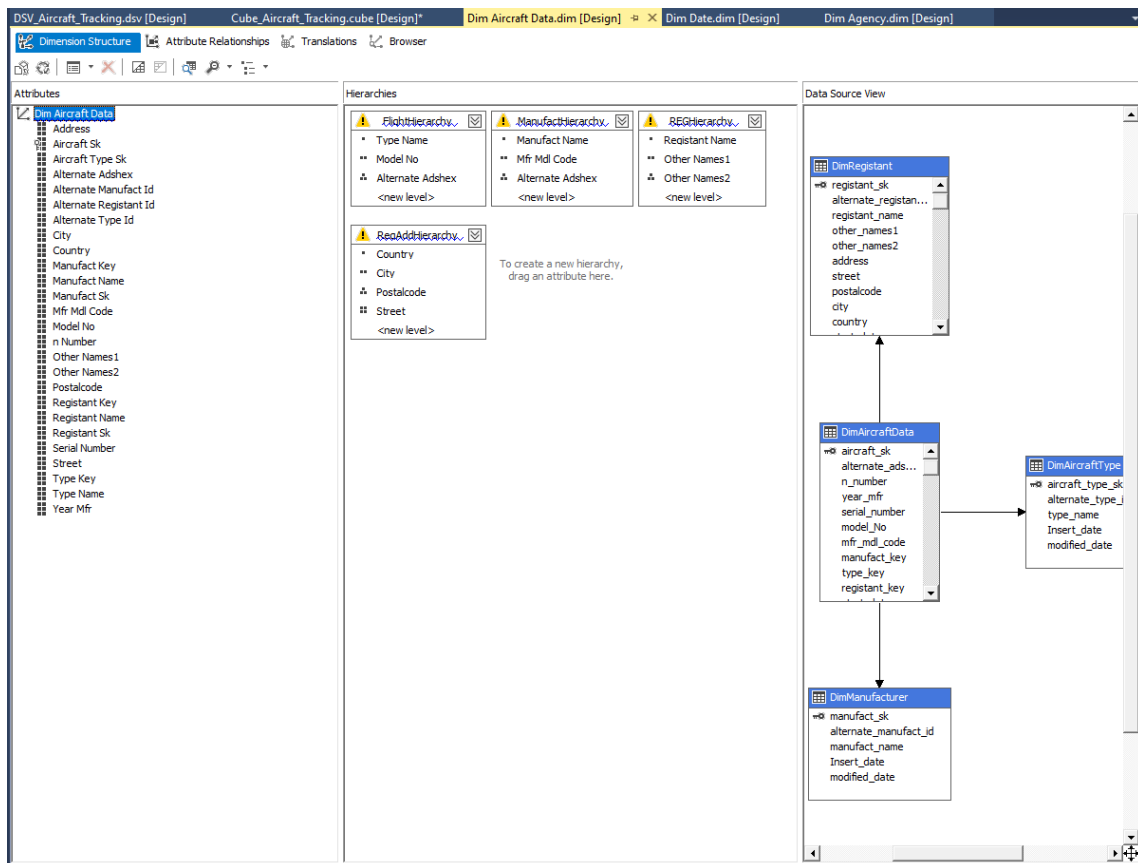 DSV_Aircraft_Tracking.dsv [Design] Cube_Aircraft_Tracking.cube [Design]* Dim Aircraft Data.dim [Design] Dim Date.dim [Design] Dim Agency.dim [Design]
Dimension Structure Attribute Relationships Translations Browser
Attributes
Dim Aircraft Data
Address
Aircraft Sk
Aircraft Type Sk
Alternate Adshex
Alternate Manufact Id
Alternate Registant Id
Alternate Type Id
City
Country
Manufact Key
Manufact Name
Manufact Sk
Mfr Mdl Code
Model No
n Number
Other Names1
Other Names2
Postalcode
Registant Key
Registant Name
Registant Sk
Serial Number
Street
Type Key
Type Name
Year Mfr
Hierarchies
FlightHierarchy
Type Name
Model No
Alternate Adshex
<new level>
ManufactHierarchy
Manufact Name
Mfr Mdl Code
Alternate Adshex
<new level>
REGHierarchy
Registant Name
Other Names1
Other Names2
<new level>
RegAddHierarchy
Country
City
Postalcode
Street
<new level>
To create a new hierarchy,
drag an attribute here.
Data Source View
DimRegistant
registant_sk
alternate_registan...
registant_name
other_names1
other_names2
address
street
postalcode
city
country
DimAircraftData
aircraft_sk
alternate_ads...
n_number
year_mfr
serial_number
model_No
mfr_mdl_code
manufact_key
type_key
registant_key
DimAircraftType
aircraft_type_sk
alternate_type_i
type_name
Insert_date
modified_date
DimManufacturer
manufact_sk
alternate_manufact_id
manufact_name
Insert_date
modified_date